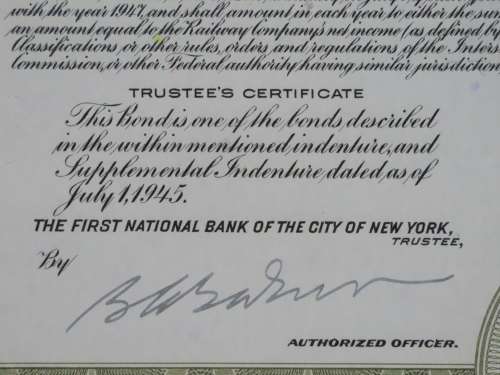 with the year 1947, and shall amount in each year to either the
an amount equal to the Railway Company's net income (as defined by
Classifications or other rules, orders and regulations of the
Commission, or other Federal authority having similar jurisdiction
TRUSTEE'S CERTIFICATE
This Bond is one of the bonds described
in the within mentioned indenture, and
Supplemental Indenture, dated, as of
July 1, 1945.
THE FIRST NATIONAL BANK OF THE CITY OF NEW YORK,
TRUSTEE,
By
AUTHORIZED OFFICER.